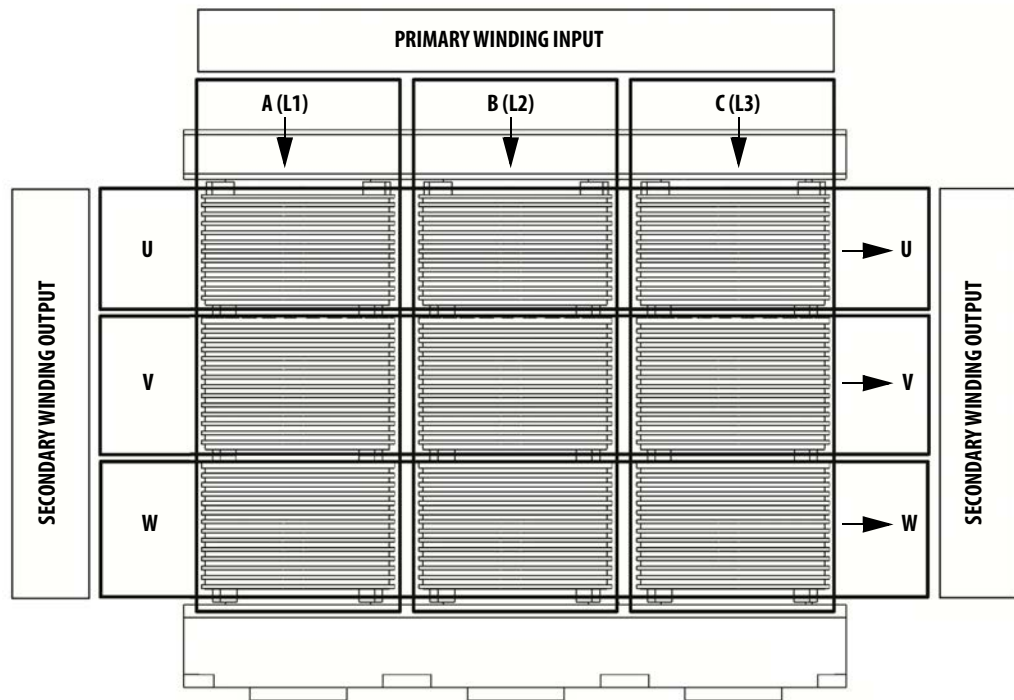 PRIMARY WINDING INPUT
A (L1)
B (L2)
C (L3)
SECONDARY WINDING OUTPUT
U
U
V
V
W
W
SECONDARY WINDING OUTPUT